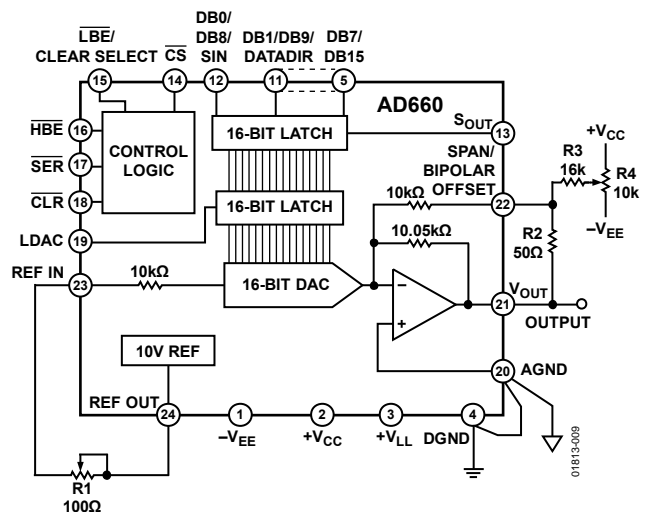 LBE/
CLEAR SELECT
CS
DB0/
DB8/
SIN
DB1/DB9/
DATADIR
DB7/
DB15
15
14
12
11
5
AD660
HBE
16
SER
17
CLR
18
LDAC
19
REF IN
23
CONTROL
LOGIC
16-BIT LATCH
16-BIT LATCH
10kΩ
16-BIT DAC
10kΩ
10.05kΩ
−
+
SOUT
13
SPAN/
BIPOLAR
OFFSET
22
R3
16k
+VCC
R4
10k
−VEE
R2
50Ω
VOUT
21
OUTPUT
20
AGND
10V REF
REF OUT
24
1
−VEE
2
+VCC
3
+VLL
4
DGND
R1
100Ω
01813-009